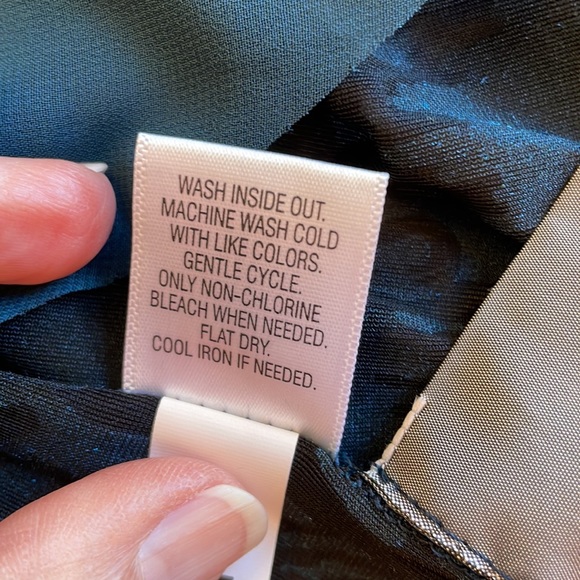 WASH INSIDE OUT.
MACHINE WASH COLD
WITH LIKE COLORS.
GENTLE CYCLE.
ONLY NON-CHLORINE
BLEACH WHEN NEEDED.
FLAT DRY.
COOL IRON IF NEEDED.